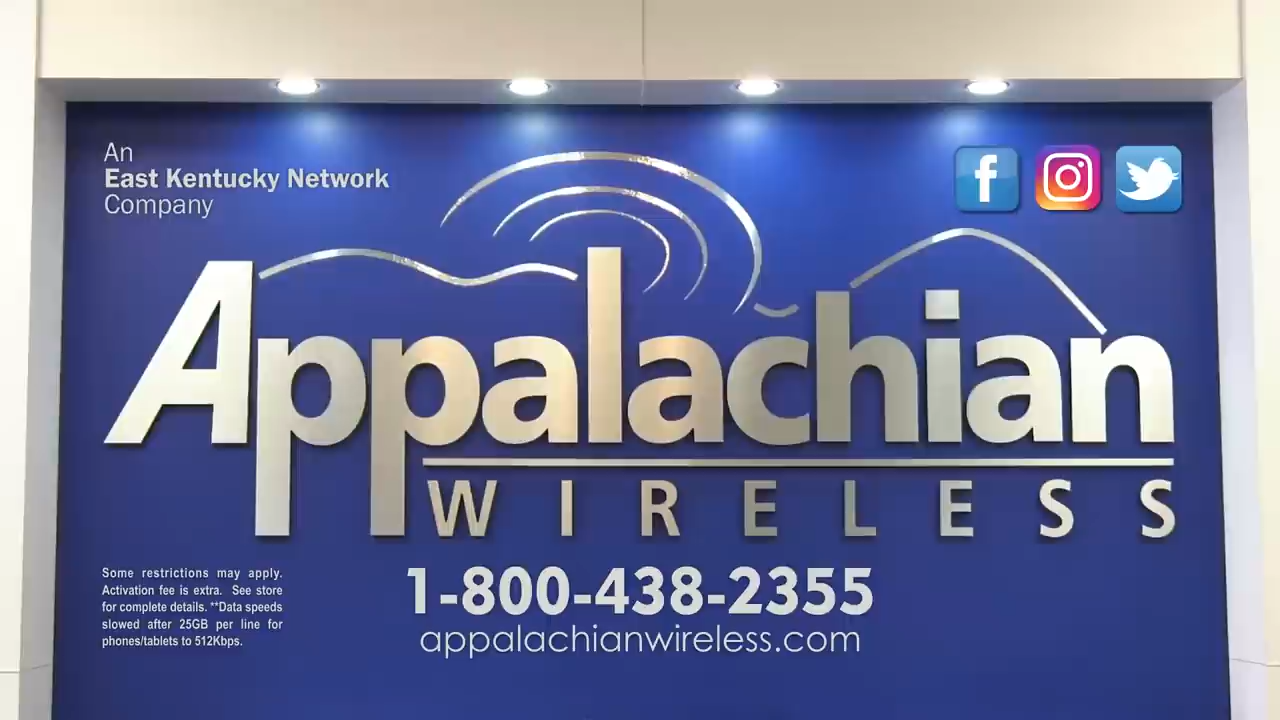 An
East Kentucky Network
Company
Appalachian
WIRELESS
1-800-438-2355
appalachianwireless.com
Some restrictions may apply.
Activation fee is extra. See store
for complete details. **Data speeds
slowed after 25GB per line for
phones/tablets to 512Kbps.